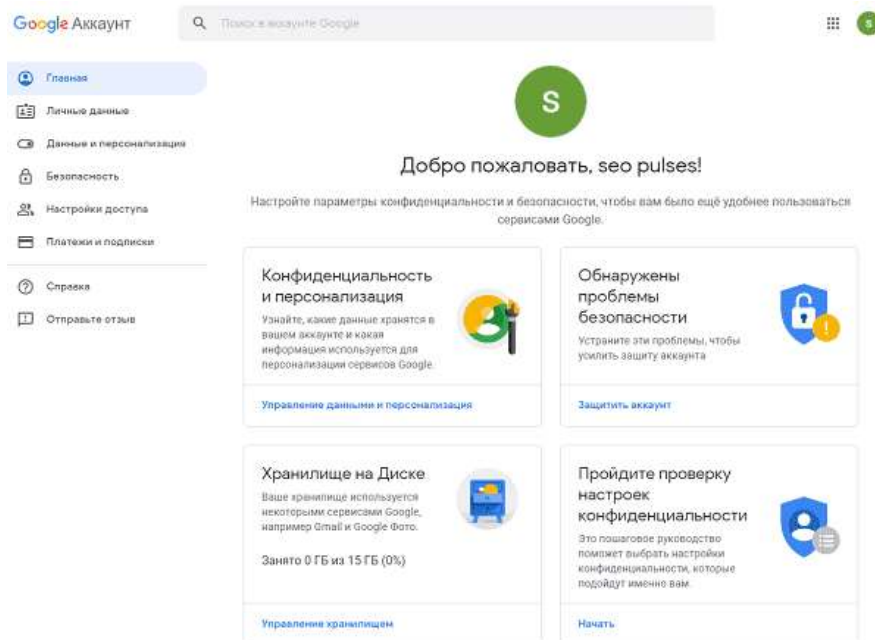 Google Аккаунт
Поиск в аккаунте Google
S
Главная
Личные данные
Данные и персонализация
Безопасность
Настройки доступа
Платежи и подписки
Справка
Отправьте отзыв
S
Добро пожаловать, seo pulses!
Настройте параметры конфиденциальности и безопасности, чтобы вам было ещё удобнее пользоваться
сервисами Google.
Конфиденциальность
и персонализация
Узнайте, какие данные хранятся в
вашем аккаунте и какая
информация используется для
персонализации сервисов Google.
Управление данными и персонализация
Обнаружены
проблемы
безопасности
Устраните эти проблемы, чтобы
усилить защиту аккаунта
Защитить аккаунт
Хранилище на Диске
Ваше хранилище используется
некоторыми сервисами Google,
например Gmail и Google Фото.
Занято 0 ГБ из 15 ГБ (0%)
Управление хранилищем
Пройдите проверку
настроек
конфиденциальности
Это пошаговое руководство
поможет выбрать настройки
конфиденциальности, которые
подойдут именно вам.
Начать